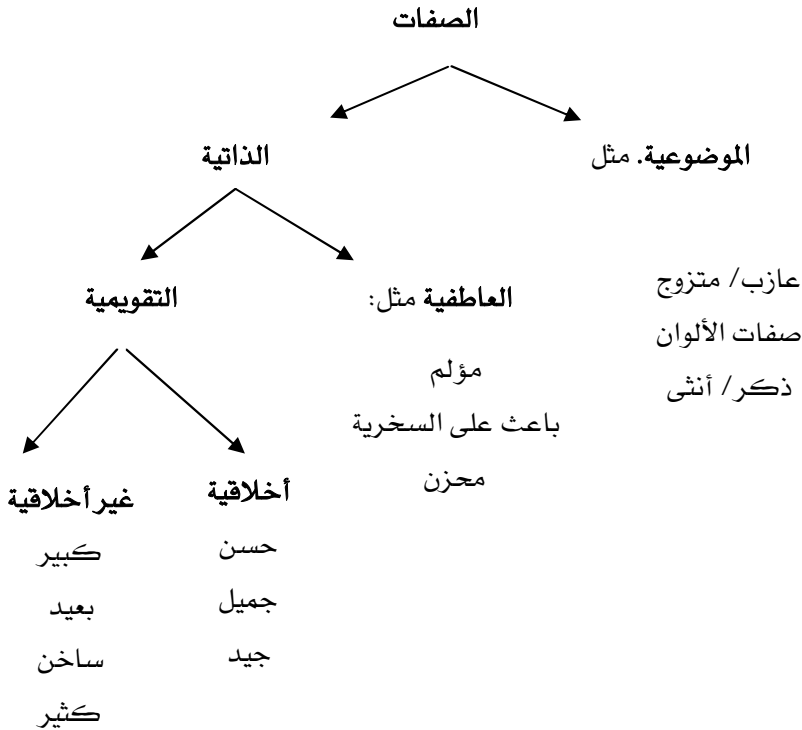 الصفات
الموضوعية. مثل
الذاتية
عازب/ متزوج
صفات الألوان
ذكر/ أنثى
العاطفية مثل:
مؤلم
باعث على السخرية
محزن
التقويمية
أخلاقية
حسن
جميل
جيد
غير أخلاقية
كبير
بعيد
ساخن
كثير